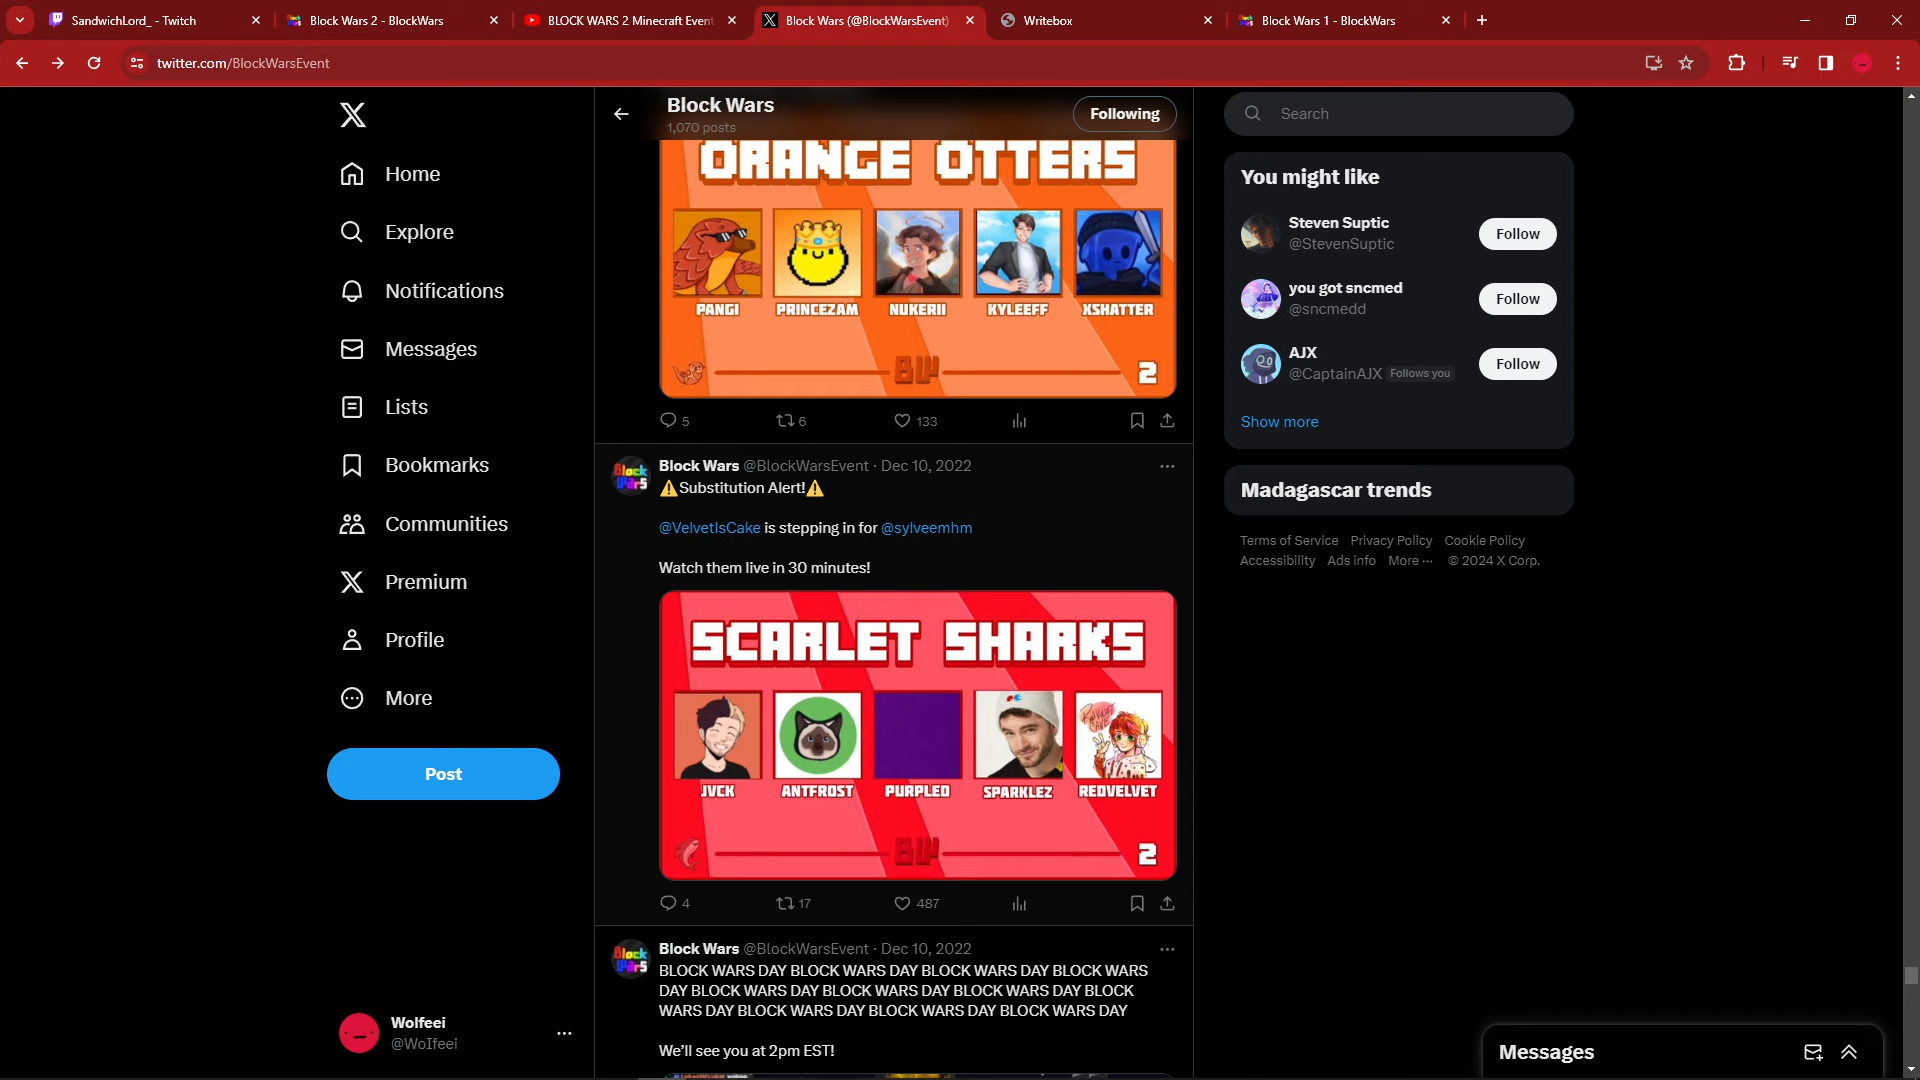 SandwichLord_ - Twitch
Block Wars 2 - BlockWars
BLOCK WARS 2 Minecraft Event
Block Wars (@BlockWarsEvent)
Writebox
Block Wars 1 - BlockWars
twitter.com/BlockWarsEvent
Home
Explore
Notifications
Messages
Lists
Bookmarks
Communities
Premium
Profile
More
Post
Wolfeei
@WoIfeei
Block Wars
1,070 posts
Following
ORANGE OTTERS
PANGI PRINCEZAM NUKERII KYLEEFF XSHATTER
BW 2
5 6 133
Block Wars @BlockWarsEvent · Dec 10, 2022
⚠️Substitution Alert!⚠️
@VelvetIsCake is stepping in for @sylveemhm
Watch them live in 30 minutes!
SCARLET SHARKS
JVCK ANTFROST PURPLED SPARKLEZ REDVELVET
BW 2
4 17 487
Block Wars @BlockWarsEvent · Dec 10, 2022
BLOCK WARS DAY BLOCK WARS DAY BLOCK WARS DAY BLOCK WARS
DAY BLOCK WARS DAY BLOCK WARS DAY BLOCK WARS DAY BLOCK
WARS DAY BLOCK WARS DAY BLOCK WARS DAY BLOCK WARS DAY
We'll see you at 2pm EST!
Search
You might like
Steven Suptic
@StevenSuptic
Follow
you got sncmed
@sncmedd
Follow
AJX
@CaptainAJX Follows you
Follow
Show more
Madagascar trends
Terms of Service Privacy Policy Cookie Policy
Accessibility Ads info More ··· © 2024 X Corp.
Messages